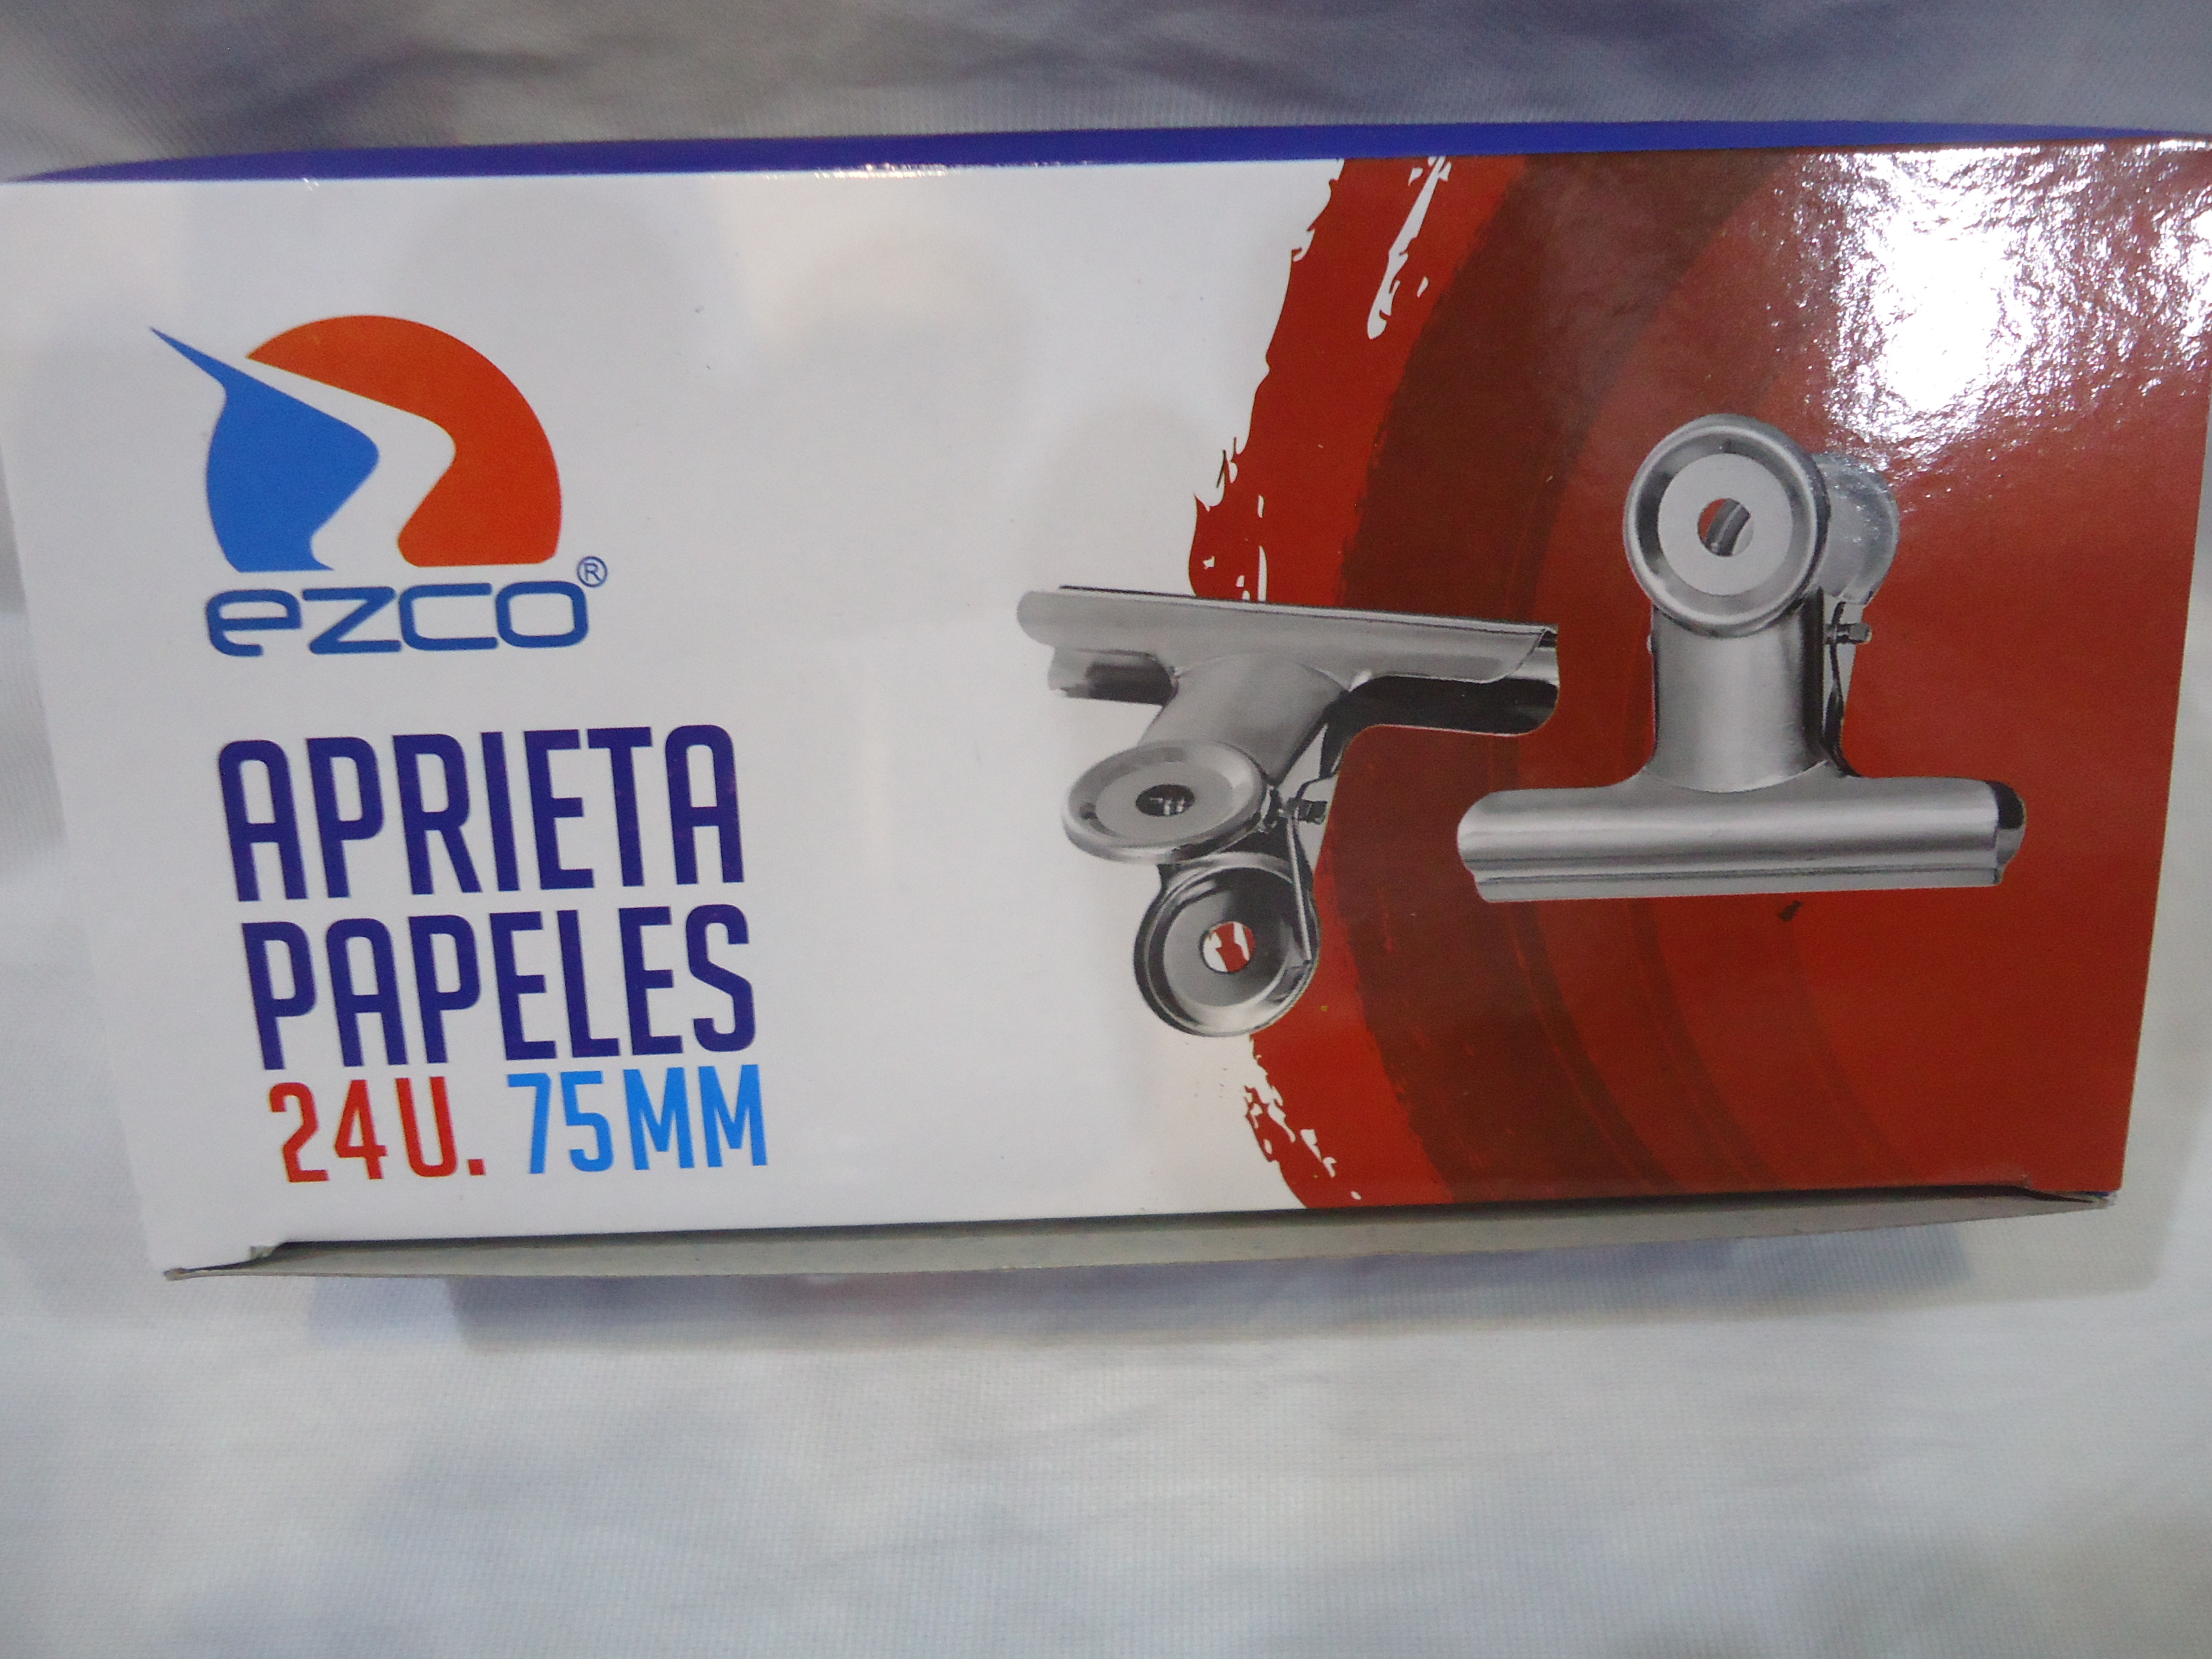 ezco®
APRIETA
PAPELES
24U. 75MM